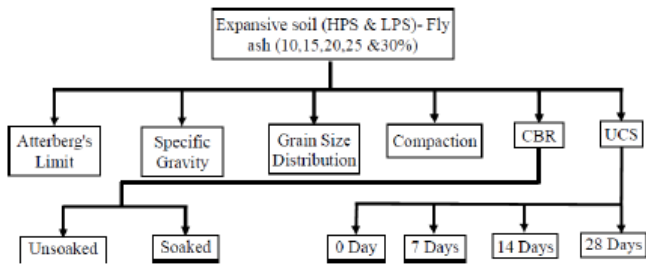 Expansive soil (HPS & LPS)- Fly
ash (10,15,20,25 &30%)
Atterberg's
Limit
Specific
Gravity
Grain Size
Distribution
Compaction
CBR
UCS
Unsoaked
Soaked
0 Day
7 Days
14 Days
28 Days